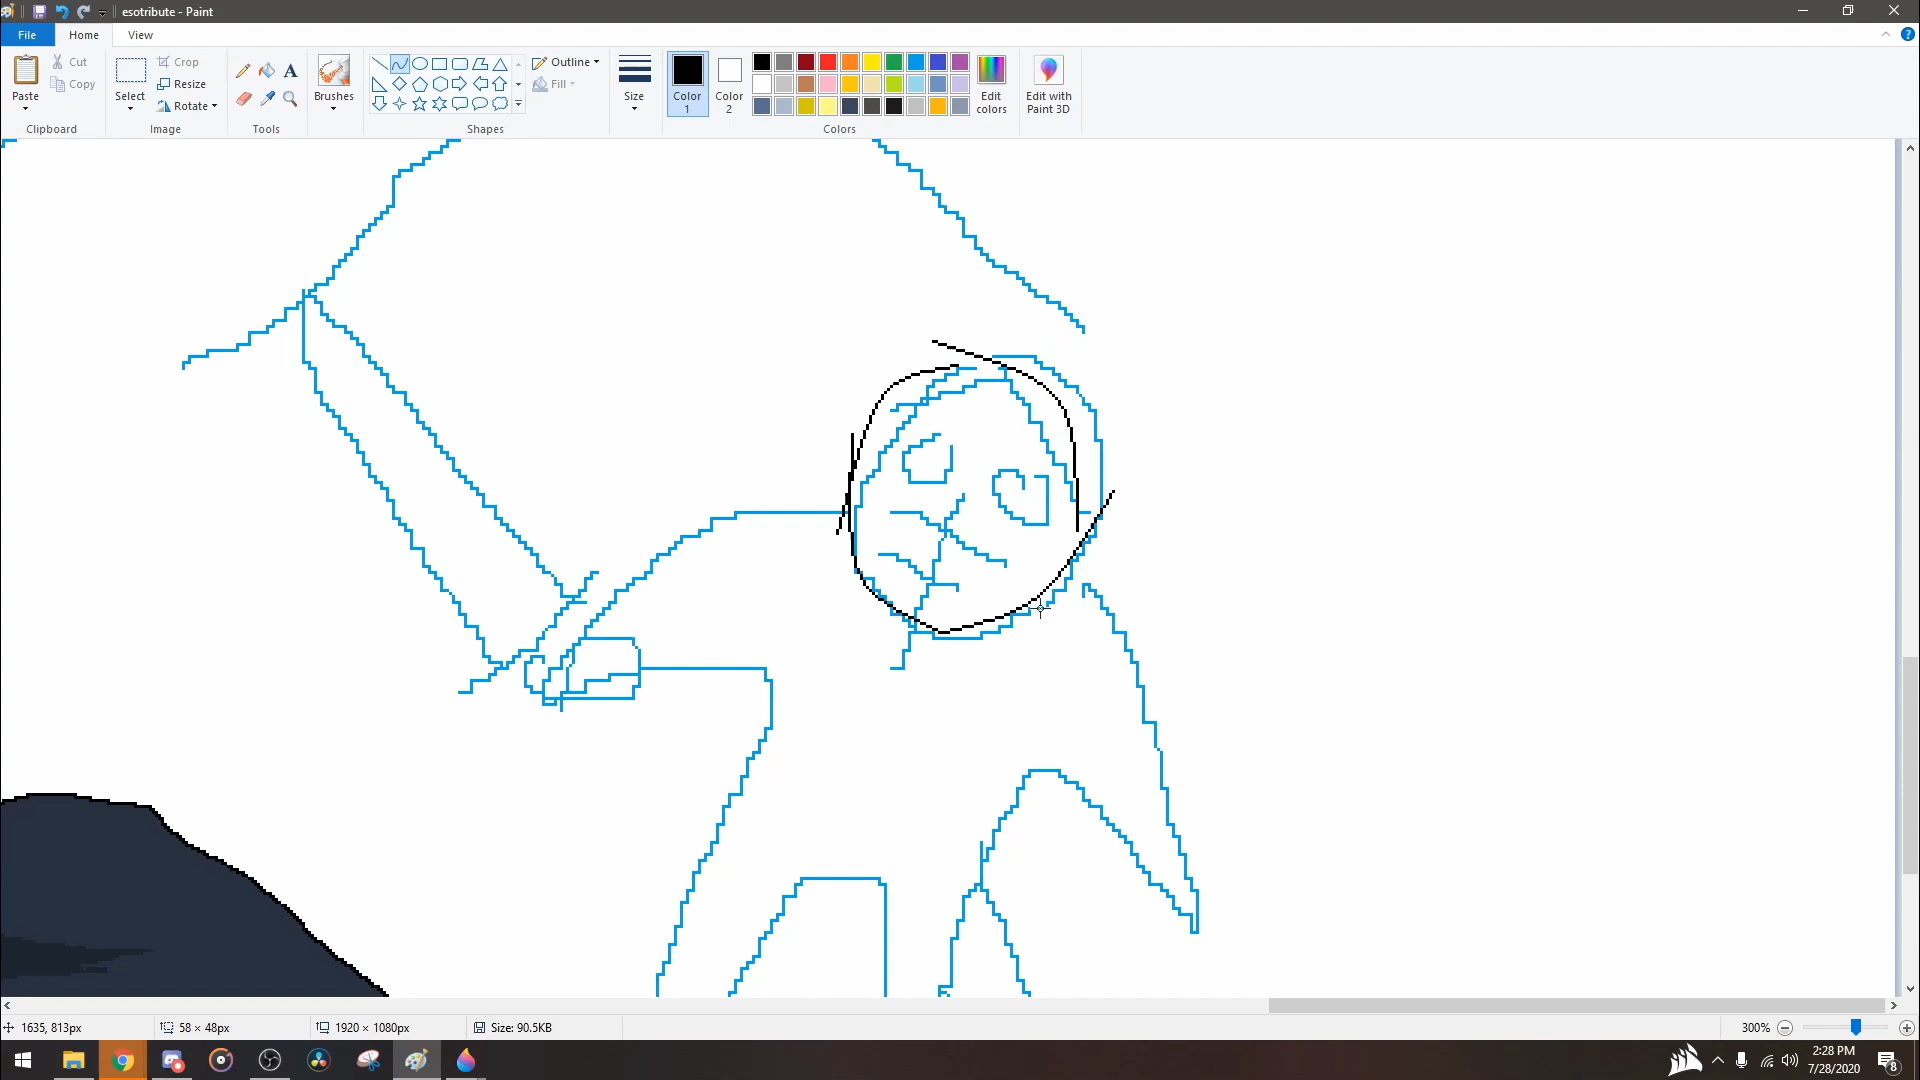 esotribute - Paint
File Home View
Paste
Cut
Copy
Clipboard
Select
Crop
Resize
Rotate
Image
A
Tools
Brushes
Shapes
Outline
Fill
Size
Color 1
Color 2
Colors
Edit colors
Edit with Paint 3D
1635, 813px
58 × 48px
1920 × 1080px
Size: 90.5KB
300%
2:28 PM
7/28/2020
8